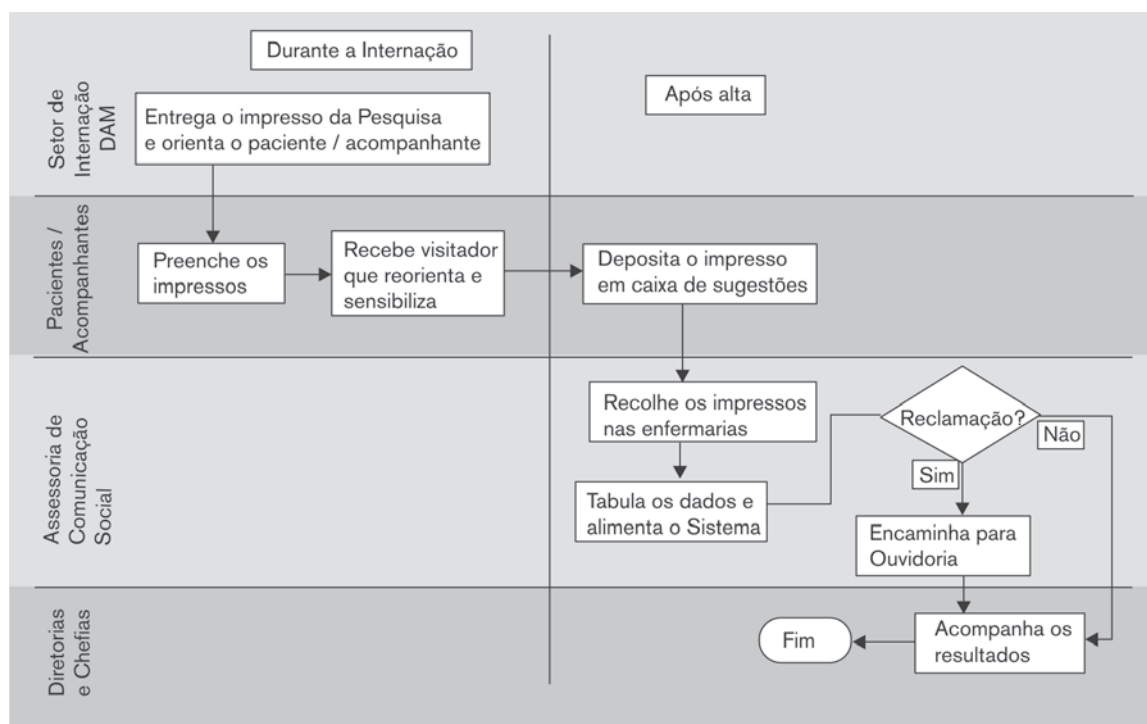 Durante a Internação
Após alta
Setor de
Internação
DAM
Entrega o impresso da Pesquisa
e orienta o paciente / acompanhante
Pacientes /
Acompanhantes
Preenche os
impressos
Recebe visitador
que reorienta e
sensibiliza
Deposita o impresso
em caixa de sugestões
Assessoria de
Comunicação
Social
Recolhe os impressos
nas enfermarias
Tabula os dados e
alimenta o Sistema
Reclamação?
Não
Sim
Encaminha para
Ouvidoria
Diretorias
e Chefias
Acompanha os
resultados
Fim